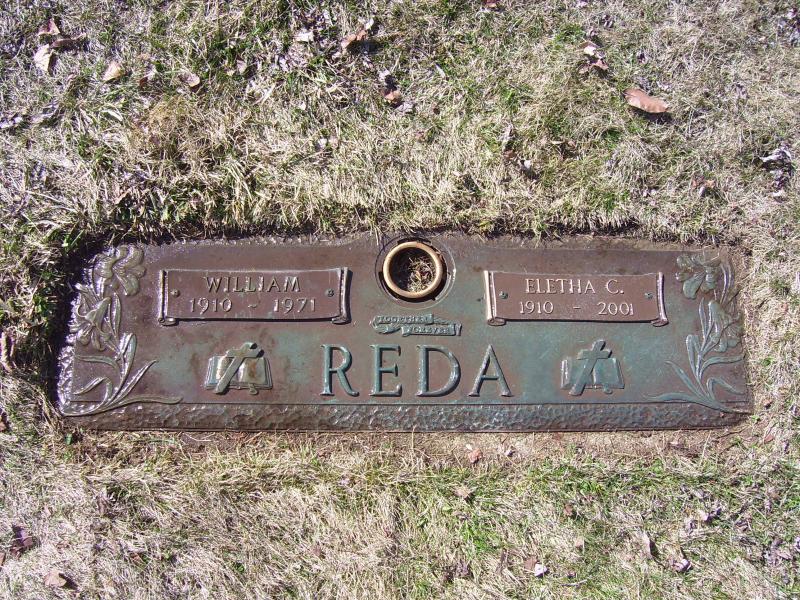 WILLIAM
1910 - 1971
ELETHA C.
1910 - 2001
TOGETHER
FOREVER
REDA